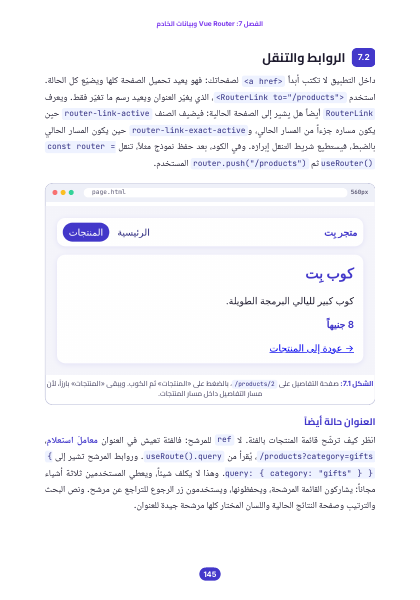 الفصل 7: Vue Router وبيانات الخادم
7.2 الروابط والتنقل
داخل التطبيق لا تكتب أبداً <a href> لصفحاتك: فهو يعيد تحميل الصفحة كلها ويضيّع كل الحالة.
استخدم <RouterLink to="/products">، الذي يغيّر العنوان ويعيد رسم ما تغيّر فقط. ويعرف
RouterLink أيضاً هل يشير إلى الصفحة الحالية: فيضيف الصنف router-link-active حين
يكون مساره جزءاً من المسار الحالي، و router-link-exact-active حين يكون المسار الحالي
بالضبط، فيستطيع شريط التنقل إبرازه. وفي الكود، بعد حفظ نموذج مثلاً، تنقل const router =
useRouter() ثم router.push("/products") المستخدم.
page.html
560px
متجر پِت
الرئيسية
المنتجات
كوب پِت
كوب كبير لليالي البرمجة الطويلة.
8 جنيهاً
→ عودة إلى المنتجات
الشكل 7.1: صفحة التفاصيل على /products/2، بالضغط على «المنتجات» ثم الكوب. ويبقى «المنتجات» بارزاً، لأن
مسار التفاصيل داخل مسار المنتجات.
العنوان حالة أيضاً
انظر كيف ترشّح قائمة المنتجات بالفئة. لا ref للمرشح: فالفئة تعيش في العنوان معاملَ استعلام،
/products?category=gifts، يُقرأ من useRoute().query. وروابط المرشح تشير إلى {
query: { category: "gifts" } }. وهذا لا يكلف شيئاً، ويعطي المستخدمين ثلاثة أشياء
مجاناً: يشاركون القائمة المرشحة، ويحفظونها، ويستخدمون زر الرجوع للتراجع عن مرشح. ونص البحث
والترتيب وصفحة النتائج الحالية واللسان المختار كلها مرشحة جيدة للعنوان.
145